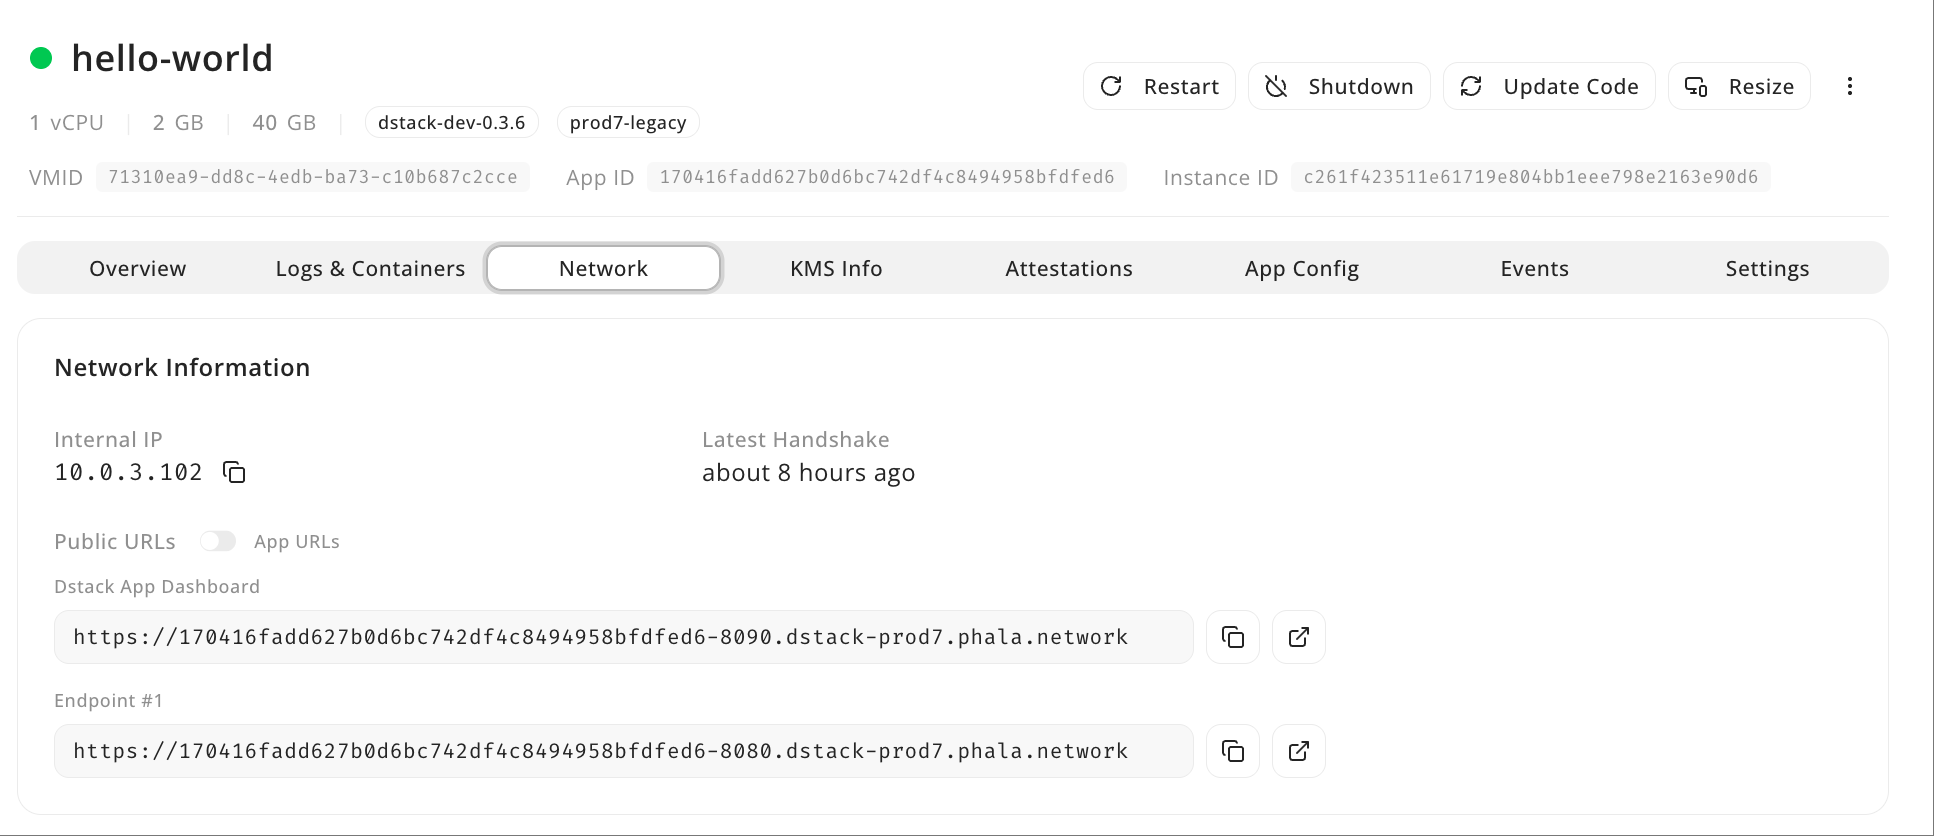 hello-world
Restart
Shutdown
Update Code
Resize
1 vCPU | 2 GB | 40 GB | dstack-dev-0.3.6 prod7-legacy
VMID 71310ea9-dd8c-4edb-ba73-c10b687c2cce App ID 170416fadd627b0d6bc742df4c8494958bfdfed6 Instance ID c261f423511e61719e804bb1eee798e2163e90d6
Overview Logs & Containers Network KMS Info Attestations App Config Events Settings
Network Information
Internal IP
10.0.3.102
Latest Handshake
about 8 hours ago
Public URLs App URLs
Dstack App Dashboard
https://170416fadd627b0d6bc742df4c8494958bfdfed6-8090.dstack-prod7.phala.network
Endpoint #1
https://170416fadd627b0d6bc742df4c8494958bfdfed6-8080.dstack-prod7.phala.network